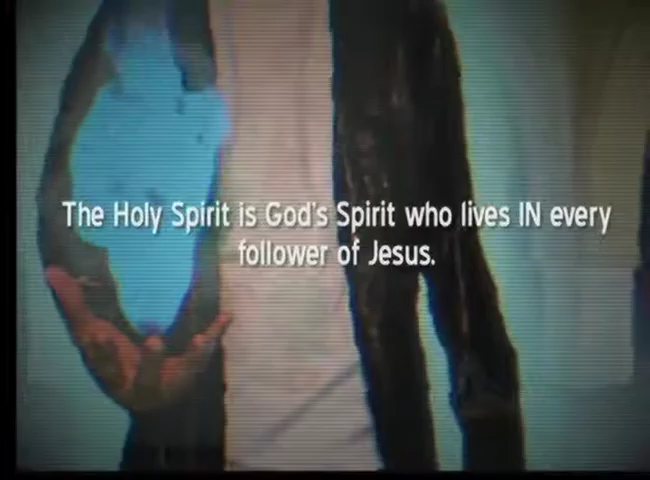 The Holy Spirit is God's Spirit who lives IN every
follower of Jesus.